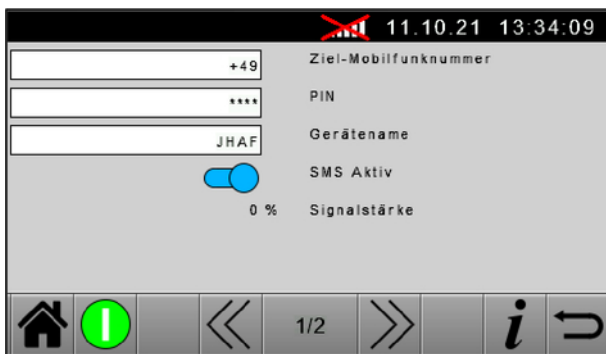 11.10.21 13:34:09
+49 Ziel-Mobilfunknummer
**** PIN
JHAF Gerätename
SMS Aktiv
0 % Signalstärke
1/2
i